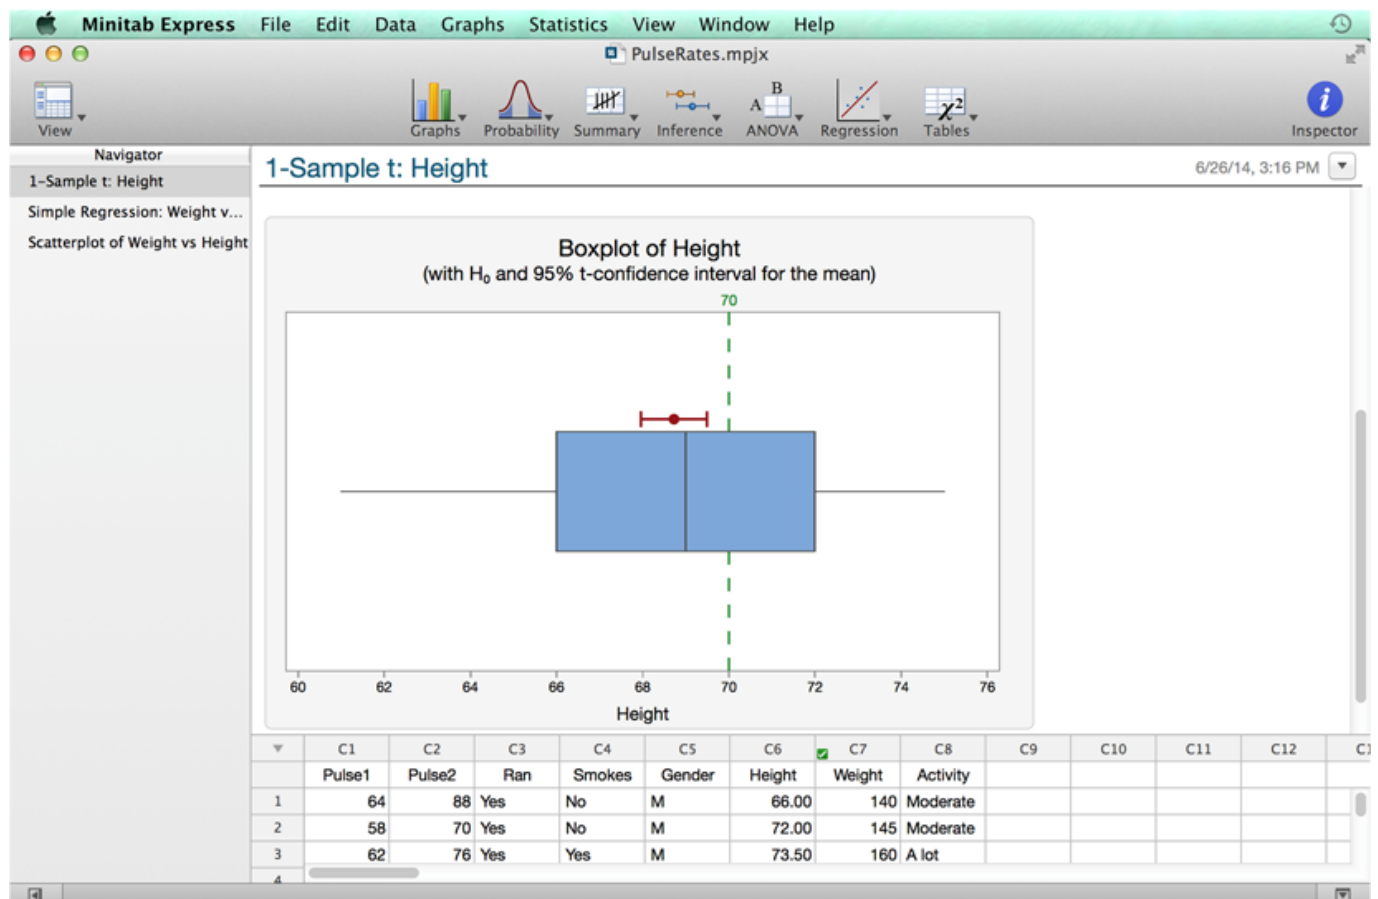 Minitab Express File Edit Data Graphs Statistics View Window Help
PulseRates.mpjx
View Graphs Probability Summary Inference A B ANOVA Regression χ² Tables i Inspector
Navigator
1-Sample t: Height
Simple Regression: Weight v...
Scatterplot of Weight vs Height
1-Sample t: Height 6/26/14, 3:16 PM
Boxplot of Height
(with H₀ and 95% t-confidence interval for the mean)
70
60 62 64 66 68 70 72 74 76
Height
C1 C2 C3 C4 C5 C6 C7 C8 C9 C10 C11 C12
Pulse1 Pulse2 Ran Smokes Gender Height Weight Activity
1 64 88 Yes No M 66.00 140 Moderate
2 58 70 Yes No M 72.00 145 Moderate
3 62 76 Yes Yes M 73.50 160 A lot
4